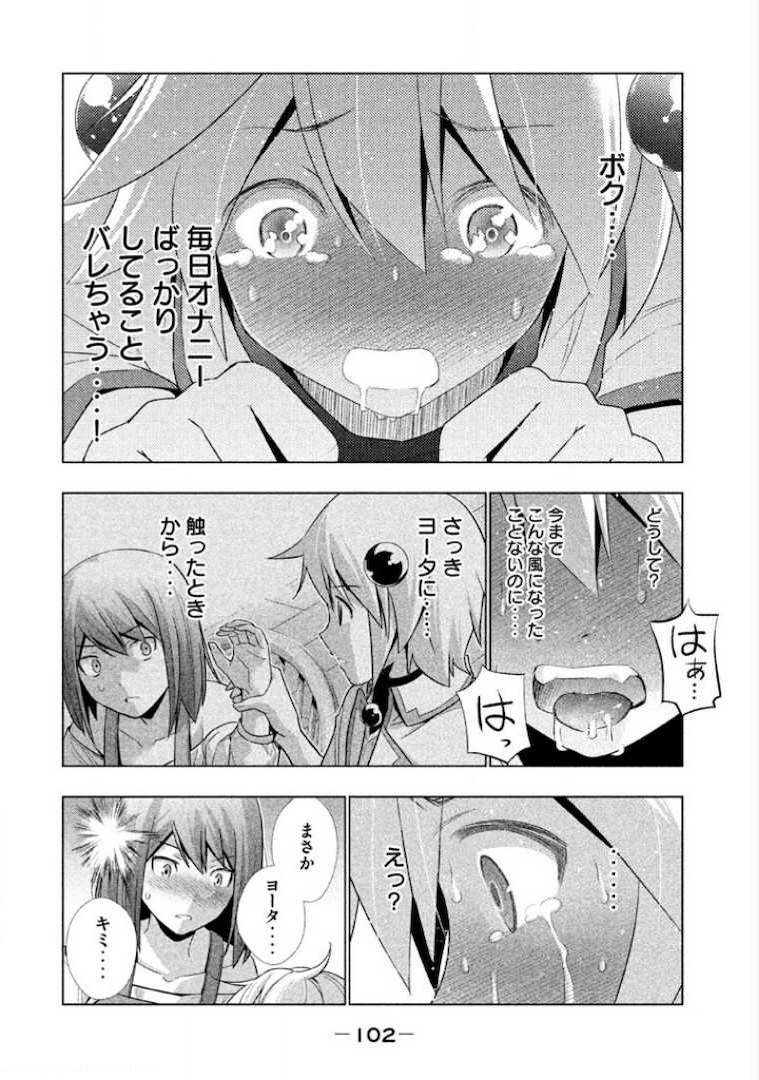 ボク・・・・・
毎日オナニー
ばっかり
してること
バレちゃう・・・・！
どうして？
今まで
こんな風になった
ことないのに・・・・
はぁ…
はっ
さっき
ヨータに・・・・
触ったとき
から・・・・
・・・・・・
えっ？
まさか
ヨータ・・・・
キミ・・・・
—102—